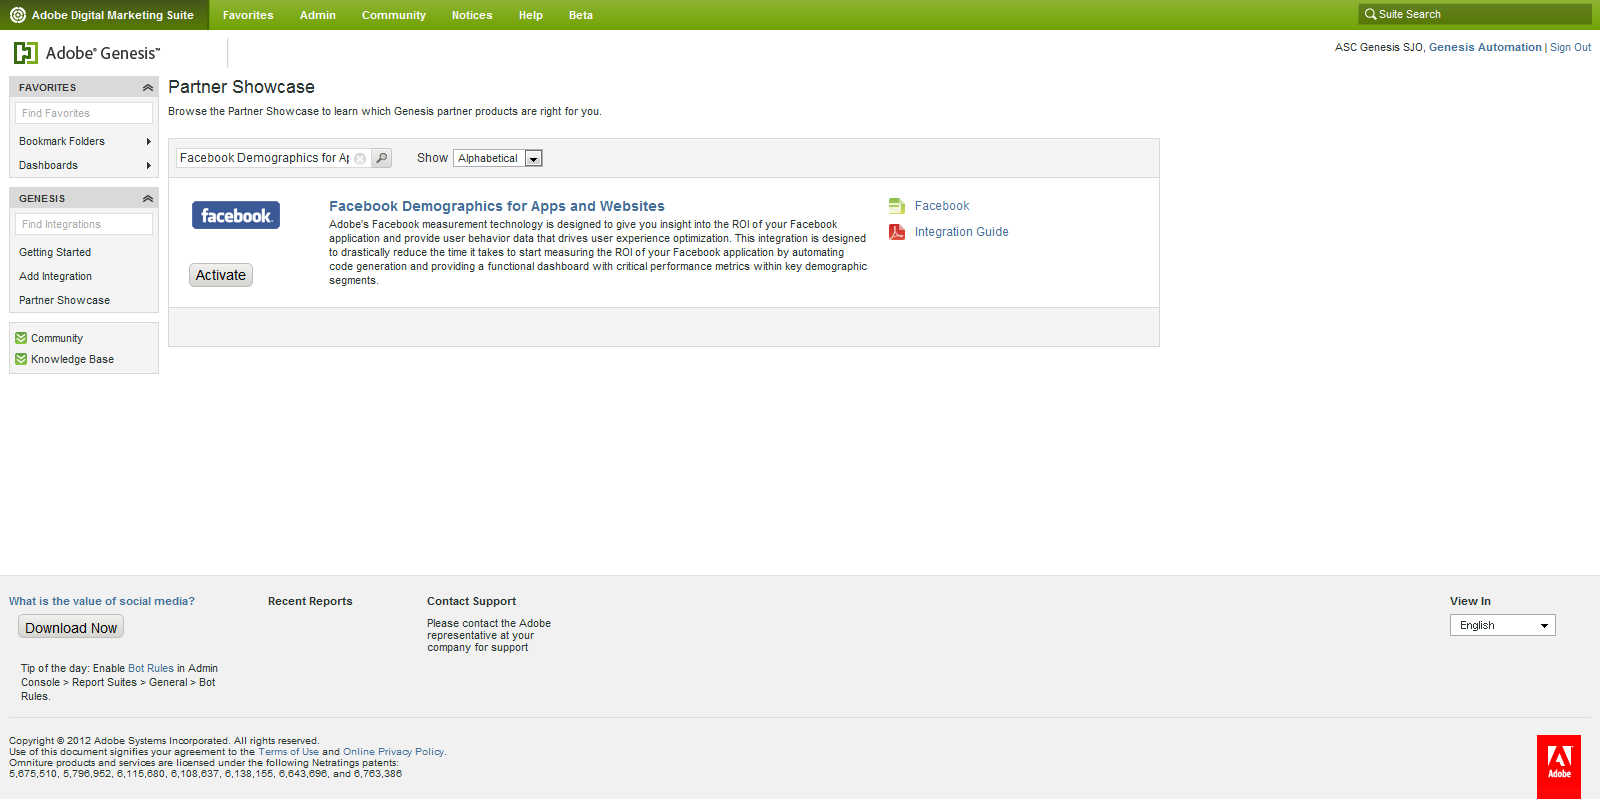 Adobe Digital Marketing Suite Favorites Admin Community Notices Help Beta Suite Search
Adobe® Genesis™
ASC Genesis SJO, Genesis Automation | Sign Out
FAVORITES
Find Favorites
Bookmark Folders
Dashboards
GENESIS
Find Integrations
Getting Started
Add Integration
Partner Showcase
Community
Knowledge Base
Partner Showcase
Browse the Partner Showcase to learn which Genesis partner products are right for you.
Facebook Demographics for Ap
Show Alphabetical
facebook.
Activate
Facebook Demographics for Apps and Websites
Adobe's Facebook measurement technology is designed to give you insight into the ROI of your Facebook
application and provide user behavior data that drives user experience optimization. This integration is designed
to drastically reduce the time it takes to start measuring the ROI of your Facebook application by automating
code generation and providing a functional dashboard with critical performance metrics within key demographic
segments.
Facebook
Integration Guide
What is the value of social media?
Download Now
Tip of the day: Enable Bot Rules in Admin
Console > Report Suites > General > Bot
Rules.
Recent Reports
Contact Support
Please contact the Adobe
representative at your
company for support
View In
English
Copyright © 2012 Adobe Systems Incorporated. All rights reserved.
Use of this document signifies your agreement to the Terms of Use and Online Privacy Policy.
Omniture products and services are licensed under the following Netratings patents:
5,675,510, 5,796,952, 6,115,680, 6,108,637, 6,138,155, 6,643,696, and 6,763,386
Adobe